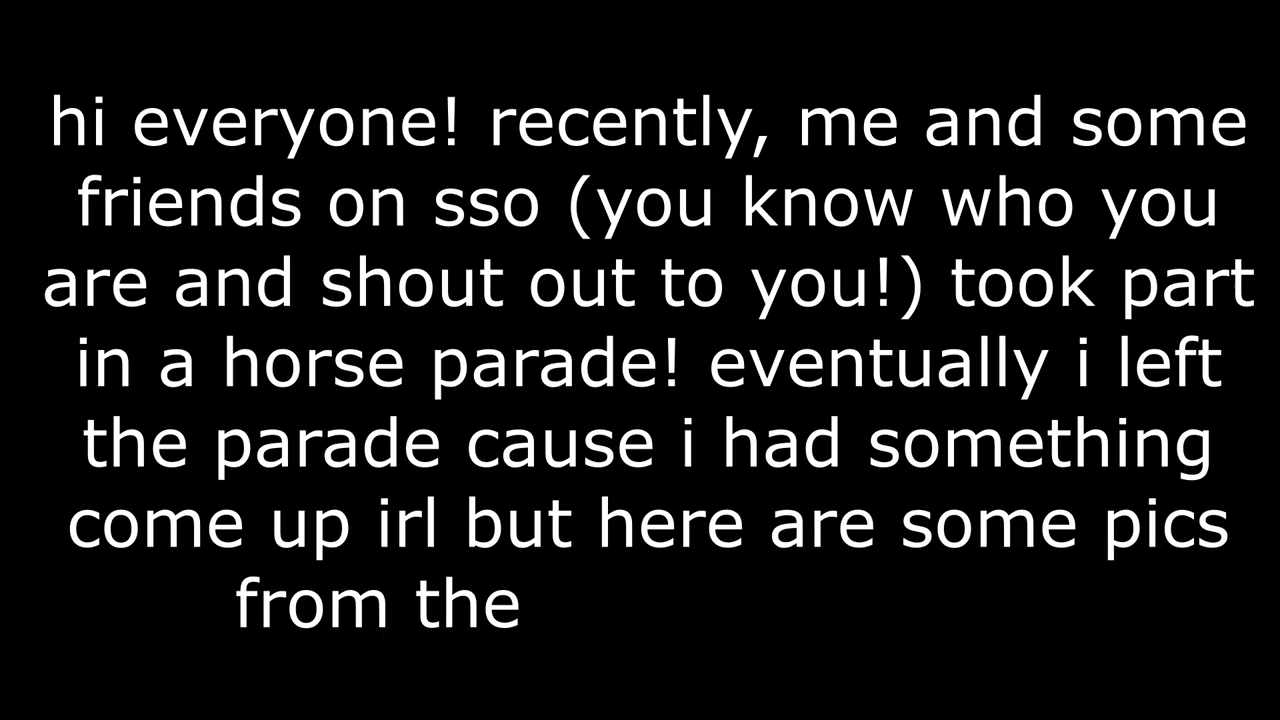 hi everyone! recently, me and some
friends on sso (you know who you
are and shout out to you!) took part
in a horse parade! eventually i left
the parade cause i had something
come up irl but here are some pics
from the